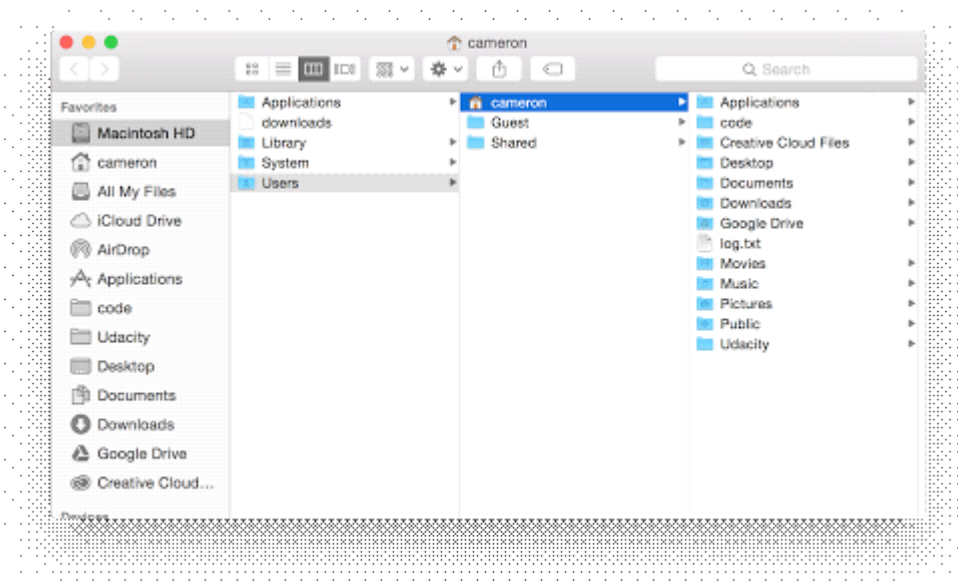 cameron
Search
Favorites
Macintosh HD
cameron
All My Files
iCloud Drive
AirDrop
Applications
code
Udacity
Desktop
Documents
Downloads
Google Drive
Creative Cloud...
Devices
Applications
downloads
Library
System
Users
cameron
Guest
Shared
Applications
code
Creative Cloud Files
Desktop
Documents
Downloads
Google Drive
log.txt
Movies
Music
Pictures
Public
Udacity